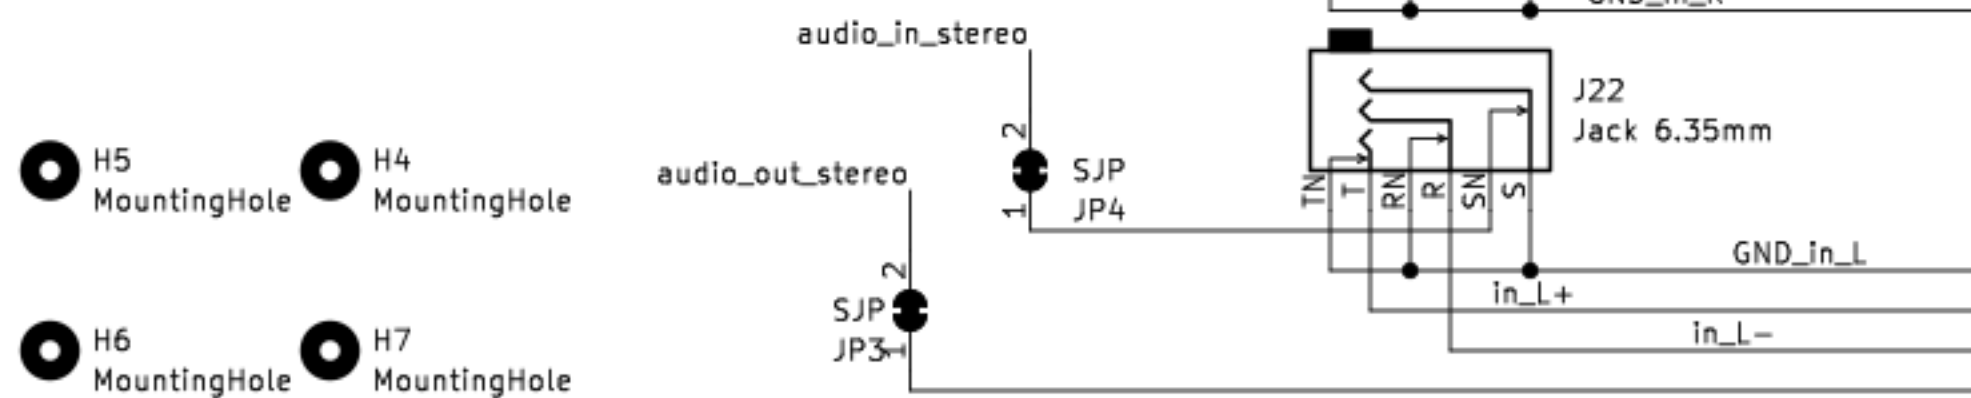 GND_in_R
audio_in_stereo
J22
Jack 6.35mm
2
H5
MountingHole
H4
MountingHole
audio_out_stereo
SJP
JP4
1
TN
T
RN
R
SN
S
GND_in_L
2
in_L+
SJP
JP3
1
in_L-
H6
MountingHole
H7
MountingHole